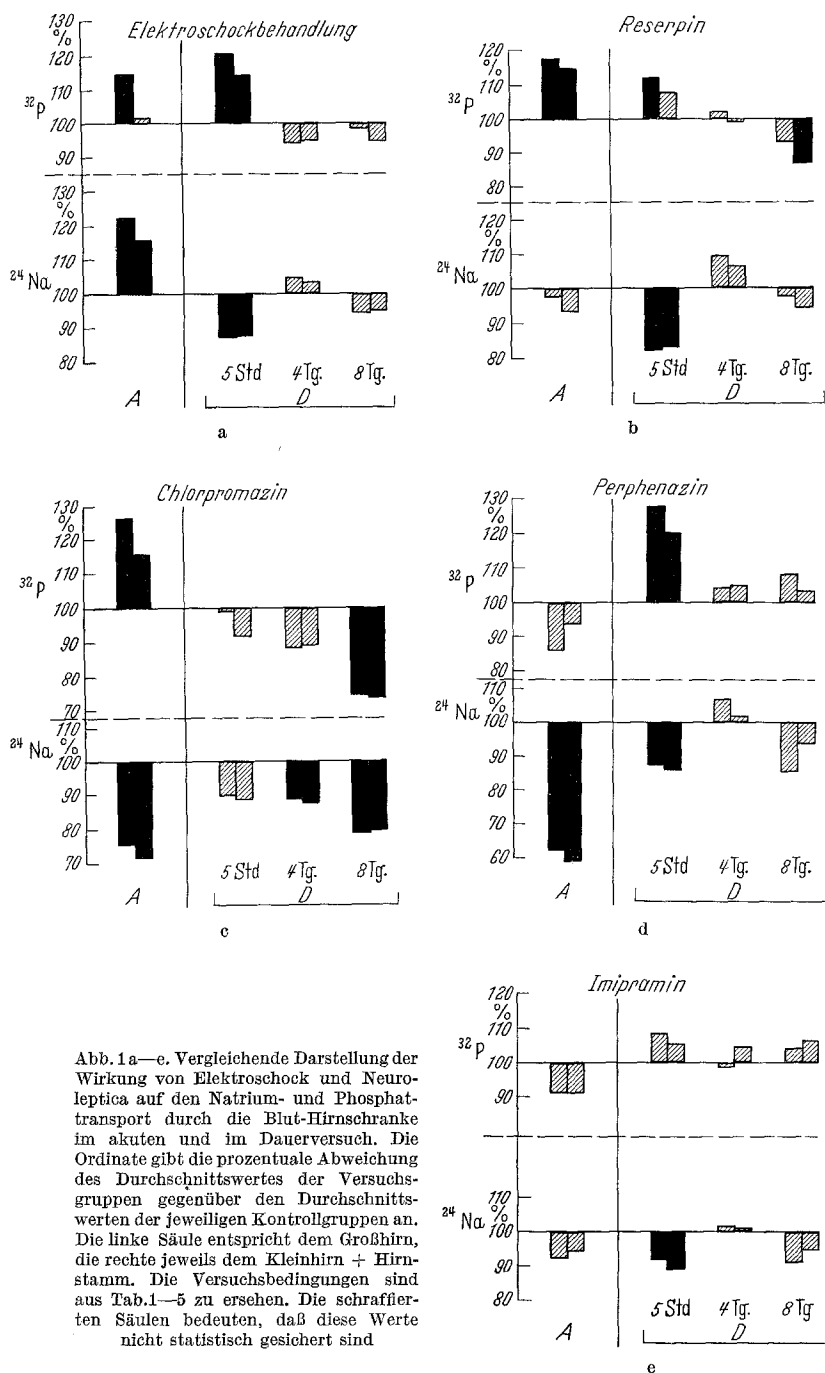 Elektroschockbehandlung
130
%
120
110
³²P
100
90
%
120
110
²⁴Na
100
90
80
5 Std 4 Tg. 8 Tg.
A D
a
Reserpin
120
%
110
³²P
100
90
80
120
%
110
²⁴Na
100
90
80
5 Std 4 Tg. 8 Tg.
A D
b
Chlorpromazin
130
%
120
110
³²P
100
90
80
70
110
²⁴Na %
100
90
80
70
5 Std 4 Tg. 8 Tg.
A D
c
Perphenazin
130
%
120
110
³²P
100
90
80
110
²⁴Na %
100
90
80
70
60
5 Std 4 Tg. 8 Tg.
A D
d
Imipramin
120
%
110
³²P
100
90
110
²⁴Na %
100
90
80
5 Std 4 Tg. 8 Tg
A D
e
Abb. 1 a—e. Vergleichende Darstellung der
Wirkung von Elektroschock und Neuro-
leptica auf den Natrium- und Phosphat-
transport durch die Blut-Hirnschranke
im akuten und im Dauerversuch. Die
Ordinate gibt die prozentuale Abweichung
des Durchschnittswertes der Versuchs-
gruppen gegenüber den Durchschnitts-
werten der jeweiligen Kontrollgruppen an.
Die linke Säule entspricht dem Großhirn,
die rechte jeweils dem Kleinhirn + Hirn-
stamm. Die Versuchsbedingungen sind
aus Tab. 1—5 zu ersehen. Die schraffier-
ten Säulen bedeuten, daß diese Werte
nicht statistisch gesichert sind